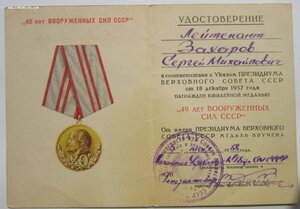 "40 ЛЕТ ВООРУЖЕННЫХ СИЛ СССР"
УДОСТОВЕРЕНИЕ
Лейтенант
Захаров
Сергей Михайлович
в соответствии с Указом ПРЕЗИДИУМА
ВЕРХОВНОГО СОВЕТА СССР
от 18 декабря 1957 года
НАГРАЖДЕН ЮБИЛЕЙНОЙ МЕДАЛЬЮ
"40 ЛЕТ ВООРУЖЕННЫХ
СИЛ СССР"
От имени ПРЕЗИДИУМА ВЕРХОВНОГО
СОВЕТА СССР МЕДАЛЬ ВРУЧЕНА